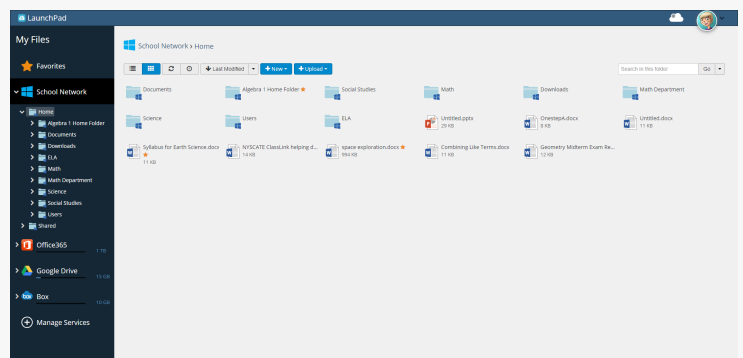 LaunchPad
My Files
Favorites
School Network
Home
Algebra 1 Home Folder
Documents
Downloads
ELA
Math
Math Department
Science
Social Studies
Users
Shared
Office365
1 TB
Google Drive
15 GB
Box
10 GB
Manage Services
School Network › Home
Last Modified
New
Upload
Search in this folder
Go
Documents
Algebra 1 Home Folder
Social Studies
Math
Downloads
Math Department
Science
Users
ELA
Untitled.pptx
29 KB
OnestepA.docx
8 KB
Untitled.docx
11 KB
Syllabus for Earth Science.docx
11 KB
NYSCATE ClassLink helping d...
14 KB
space exploration.docx
994 KB
Combining Like Terms.docx
11 KB
Geometry Midterm Exam Re...
12 KB